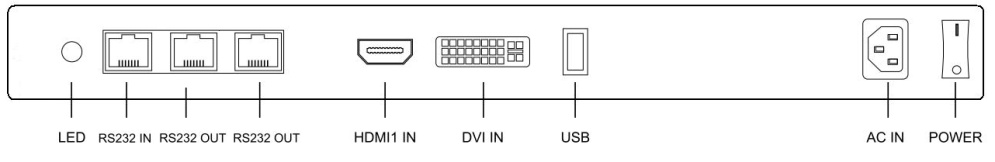 LED RS232 IN RS232 OUT RS232 OUT HDMI1 IN DVI IN USB AC IN POWER